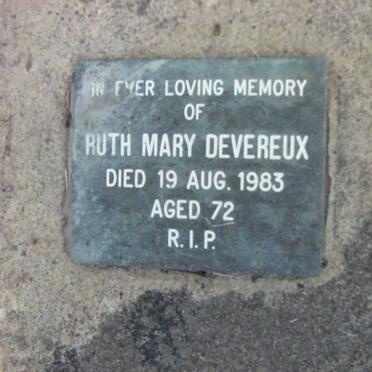 IN EVER LOVING MEMORY
OF
RUTH MARY DEVEREUX
DIED 19 AUG. 1983
AGED 72
R.I.P.